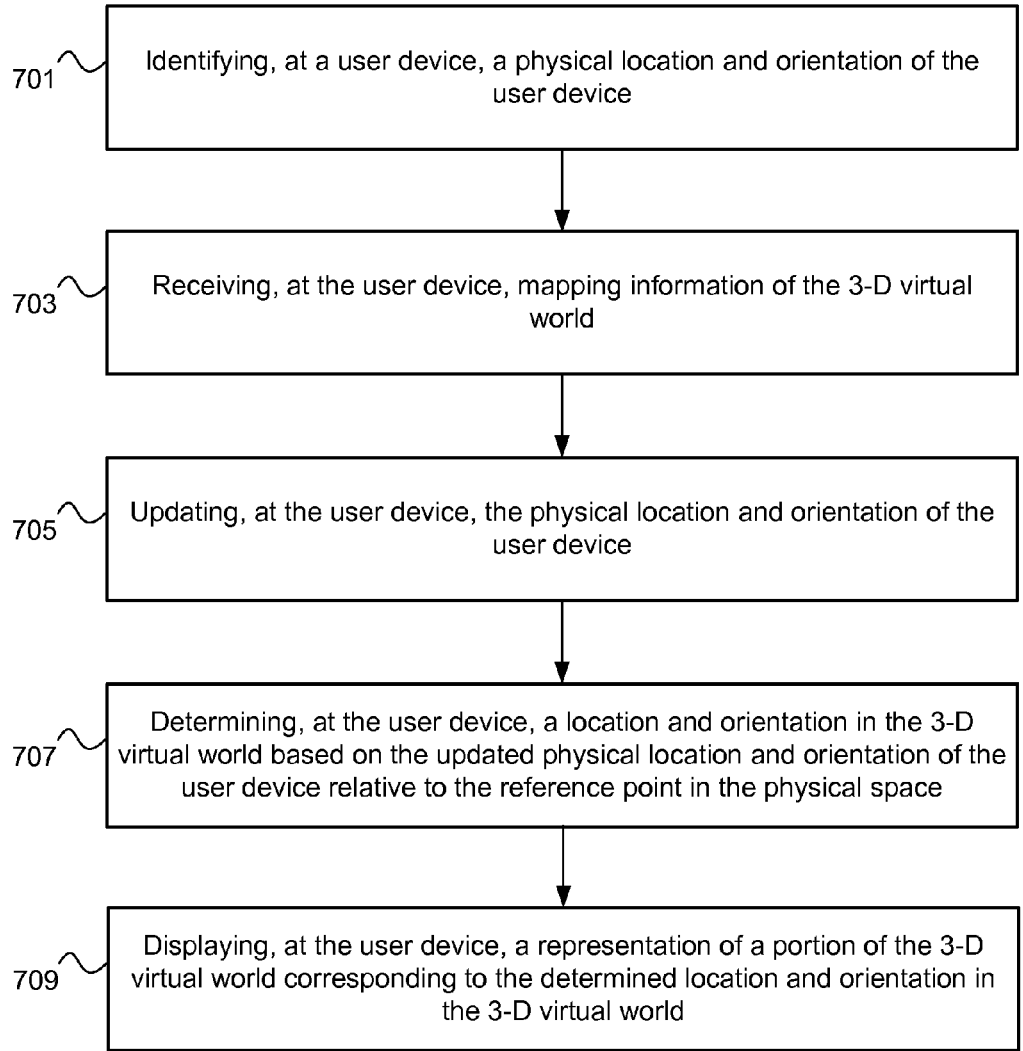 701
Identifying, at a user device, a physical location and orientation of the
user device
703
Receiving, at the user device, mapping information of the 3-D virtual
world
705
Updating, at the user device, the physical location and orientation of the
user device
707
Determining, at the user device, a location and orientation in the 3-D
virtual world based on the updated physical location and orientation of the
user device relative to the reference point in the physical space
709
Displaying, at the user device, a representation of a portion of the 3-D
virtual world corresponding to the determined location and orientation in
the 3-D virtual world